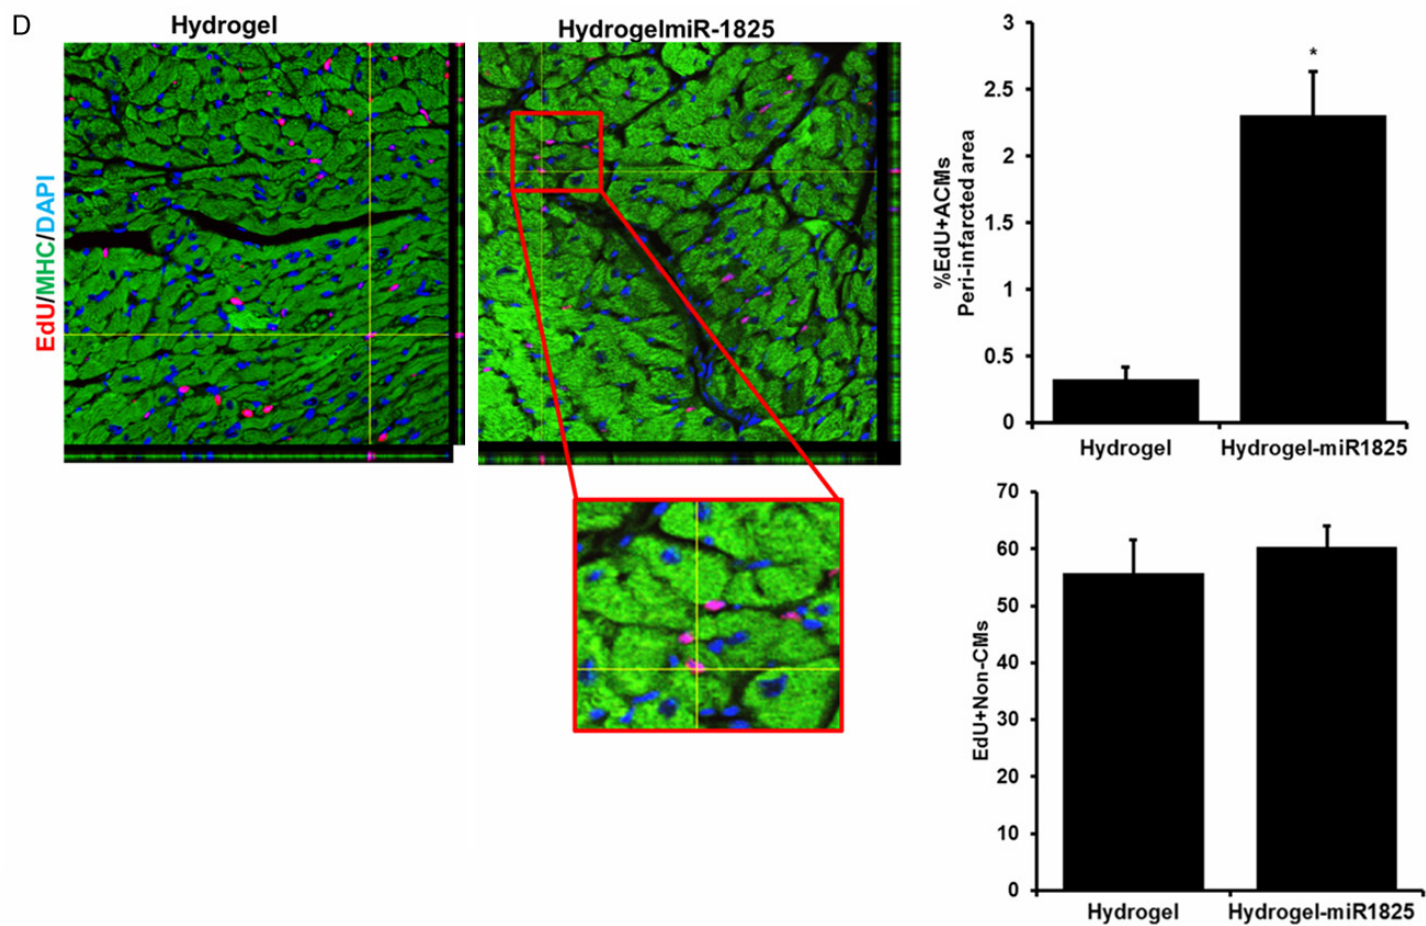 D
Hydrogel
HydrogelmiR-1825
EdU/MHC/DAPI
%EdU+ACMs
Peri-infarcted area
3
2.5
2
1.5
1
0.5
0
*
Hydrogel
Hydrogel-miR1825
EdU+Non-CMs
70
60
50
40
30
20
10
0
Hydrogel
Hydrogel-miR1825